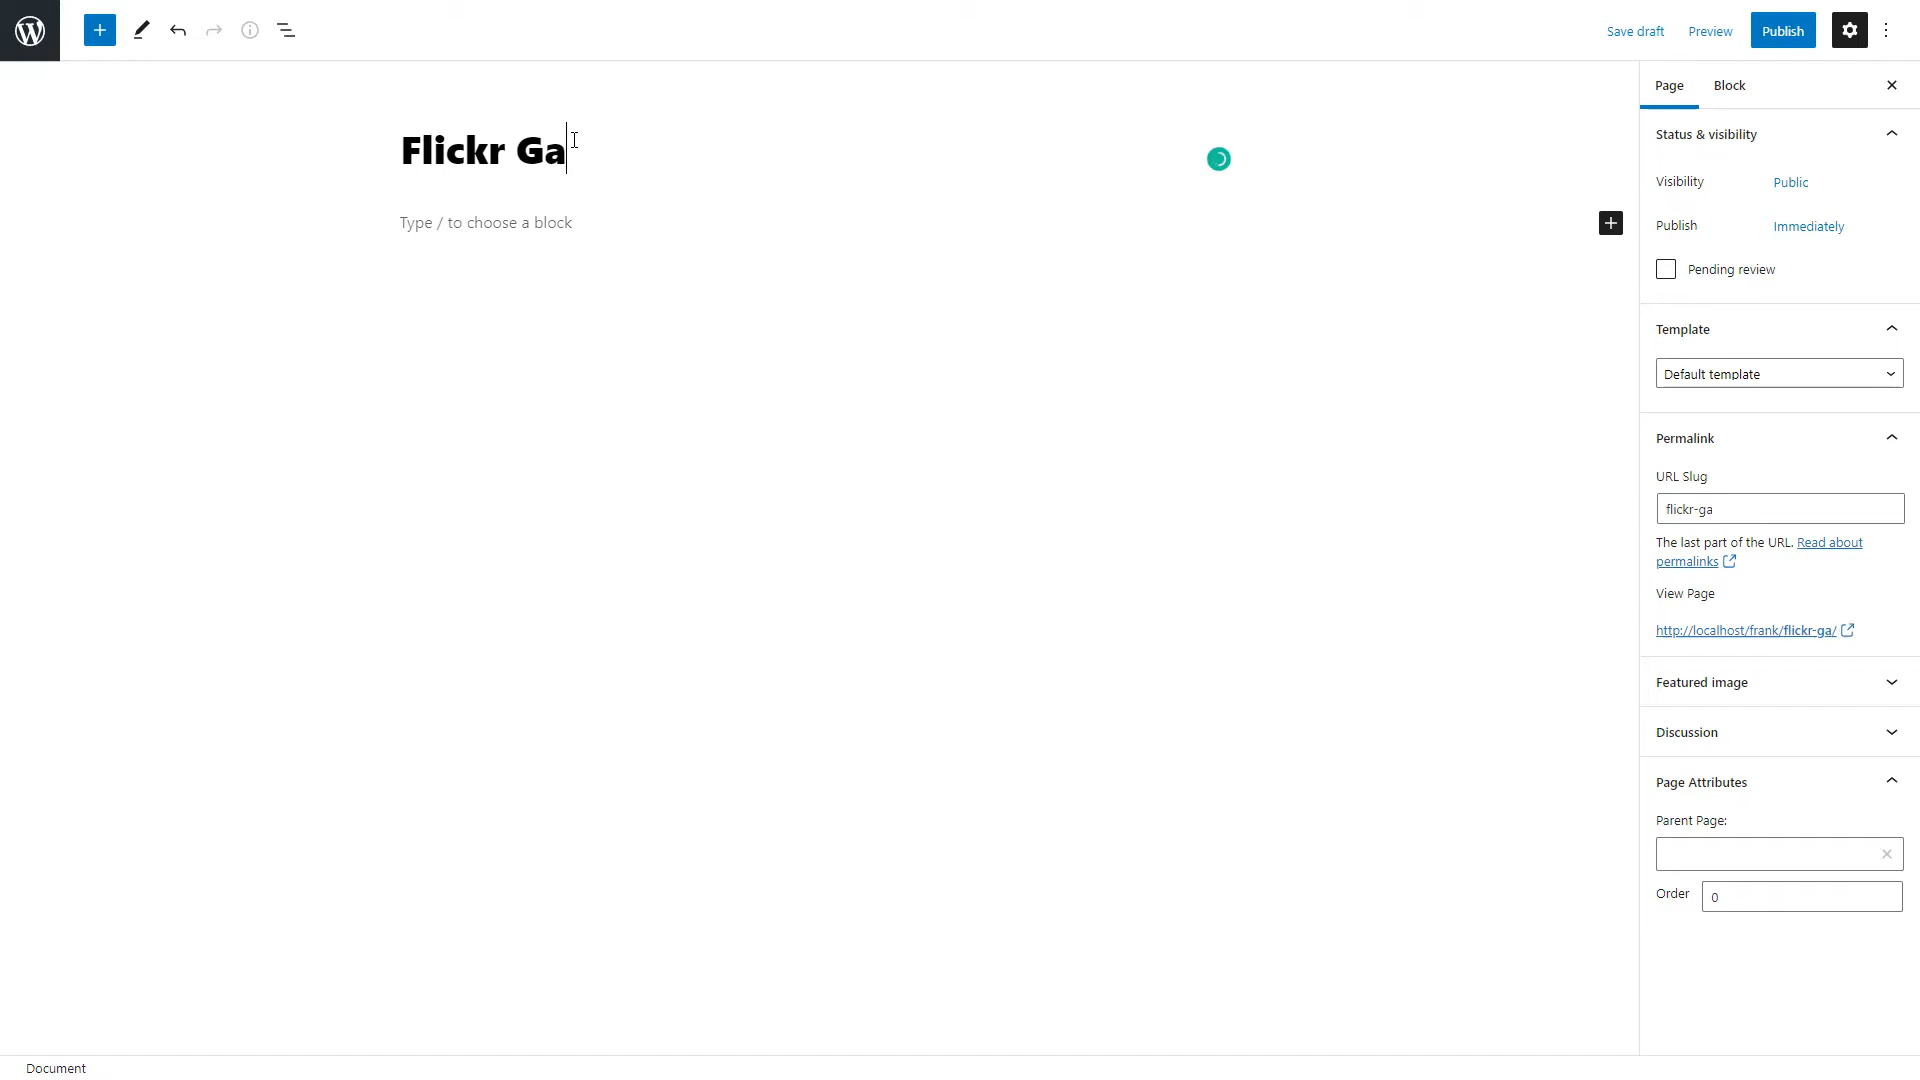 Save draft
Preview
Publish
Page
Block
Flickr Ga
Type / to choose a block
Status & visibility
Visibility
Public
Publish
Immediately
Pending review
Template
Default template
Permalink
URL Slug
flickr-ga
The last part of the URL. Read about
permalinks
View Page
http://localhost/frank/flickr-ga/
Featured image
Discussion
Page Attributes
Parent Page:
Order
0
Document